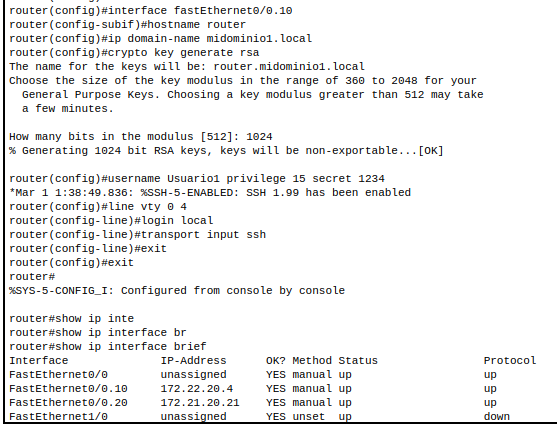 router(config)#interface fastEthernet0/0.10
router(config-subif)#hostname router
router(config)#ip domain-name midominio1.local
router(config)#crypto key generate rsa
The name for the keys will be: router.midominio1.local
Choose the size of the key modulus in the range of 360 to 2048 for your
  General Purpose Keys. Choosing a key modulus greater than 512 may take
  a few minutes.

How many bits in the modulus [512]: 1024
% Generating 1024 bit RSA keys, keys will be non-exportable...[OK]

router(config)#username Usuario1 privilege 15 secret 1234
*Mar 1 1:38:49.836: %SSH-5-ENABLED: SSH 1.99 has been enabled
router(config)#line vty 0 4
router(config-line)#login local
router(config-line)#transport input ssh
router(config-line)#exit
router(config)#exit
router#
%SYS-5-CONFIG_I: Configured from console by console

router#show ip inte
router#show ip interface br
router#show ip interface brief
Interface              IP-Address      OK? Method Status                Protocol
FastEthernet0/0        unassigned      YES manual up                    up
FastEthernet0/0.10     172.22.20.4     YES manual up                    up
FastEthernet0/0.20     172.21.20.21    YES manual up                    up
FastEthernet1/0        unassigned      YES unset  up                    down